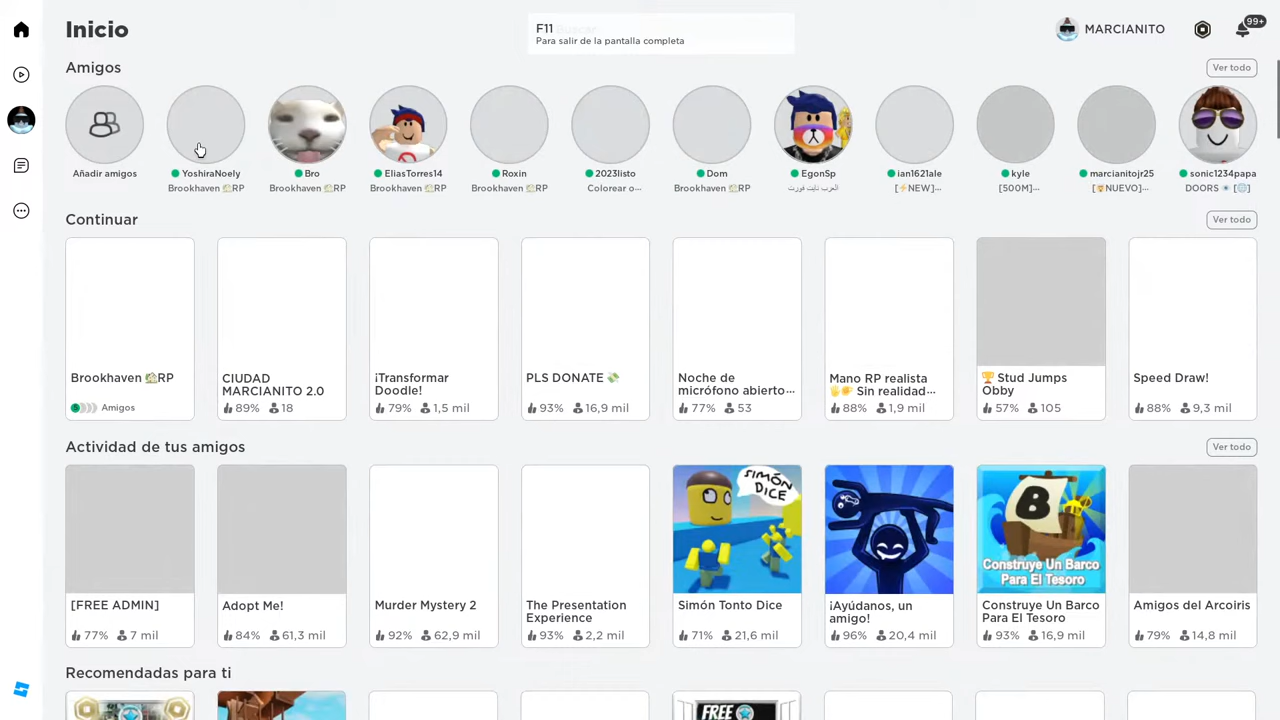 Inicio
F11
Para salir de la pantalla completa
MARCIANITO
99+
Amigos
Ver todo
Añadir amigos
YoshiraNoely
Brookhaven 🏡RP
Bro
Brookhaven 🏡RP
EliasTorres14
Brookhaven 🏡RP
Roxin
Brookhaven 🏡RP
2023listo
Colorear o...
Dom
Brookhaven 🏡RP
EgonSp
العرب نايت فورت
ian1621ale
[⚡NEW]...
kyle
[500M]...
marcianitojr25
NUEVO]...
sonic1234papa
DOORS
Continuar
Ver todo
Brookhaven 🏡RP
Amigos
CIUDAD
MARCIANITO 2.0
89% 18
¡Transformar
Doodle!
79% 1,5 mil
PLS DONATE 💸
93% 16,9 mil
Noche de
micrófono abierto...
77% 53
Mano RP realista
Sin realidad...
88% 1,9 mil
🏆 Stud Jumps
Obby
57% 105
Speed Draw!
88% 9,3 mil
Actividad de tus amigos
Ver todo
[FREE ADMIN]
77% 7 mil
Adopt Me!
84% 61,3 mil
Murder Mystery 2
92% 62,9 mil
The Presentation
Experience
93% 2,2 mil
SIMÓN
DICE
Simón Tonto Dice
71% 21,6 mil
¡Ayúdanos, un
amigo!
96% 20,4 mil
B
Construye Un Barco
Para El Tesoro
Construye Un Barco
Para El Tesoro
93% 16,9 mil
Amigos del Arcoiris
79% 14,8 mil
Recomendadas para ti
FREE